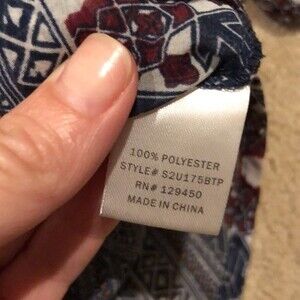 100% POLYESTER
STYLE# S2U175BTP
RN# 129450
MADE IN CHINA